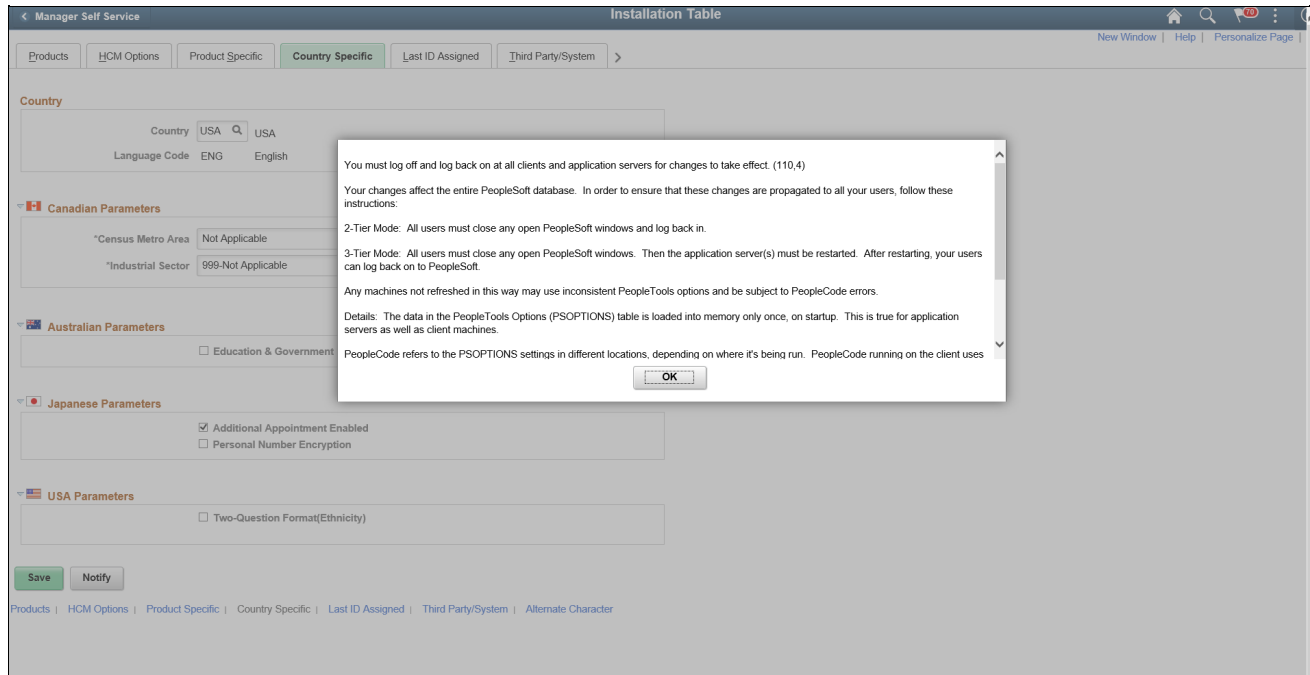 Manager Self Service
Installation Table
70
New Window | Help | Personalize Page |
Products
HCM Options
Product Specific
Country Specific
Last ID Assigned
Third Party/System
Country
Country USA USA
Language Code ENG English
Canadian Parameters
*Census Metro Area Not Applicable
*Industrial Sector 999-Not Applicable
Australian Parameters
Education & Government
Japanese Parameters
Additional Appointment Enabled
Personal Number Encryption
USA Parameters
Two-Question Format(Ethnicity)
Save
Notify
Products | HCM Options | Product Specific | Country Specific | Last ID Assigned | Third Party/System | Alternate Character
You must log off and log back on at all clients and application servers for changes to take effect. (110,4)
Your changes affect the entire PeopleSoft database. In order to ensure that these changes are propagated to all your users, follow these
instructions:
2-Tier Mode: All users must close any open PeopleSoft windows and log back in.
3-Tier Mode: All users must close any open PeopleSoft windows. Then the application server(s) must be restarted. After restarting, your users
can log back on to PeopleSoft.
Any machines not refreshed in this way may use inconsistent PeopleTools options and be subject to PeopleCode errors.
Details: The data in the PeopleTools Options (PSOPTIONS) table is loaded into memory only once, on startup. This is true for application
servers as well as client machines.
PeopleCode refers to the PSOPTIONS settings in different locations, depending on where it's being run. PeopleCode running on the client uses
OK